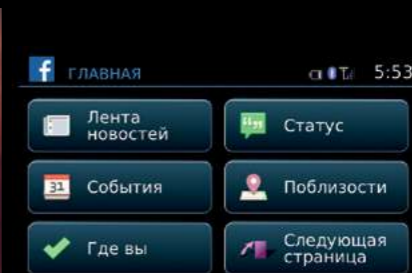 f ГЛАВНАЯ 5:53
Лента
новостей
Статус
31 События
Поблизости
Где вы
Следующая
страница